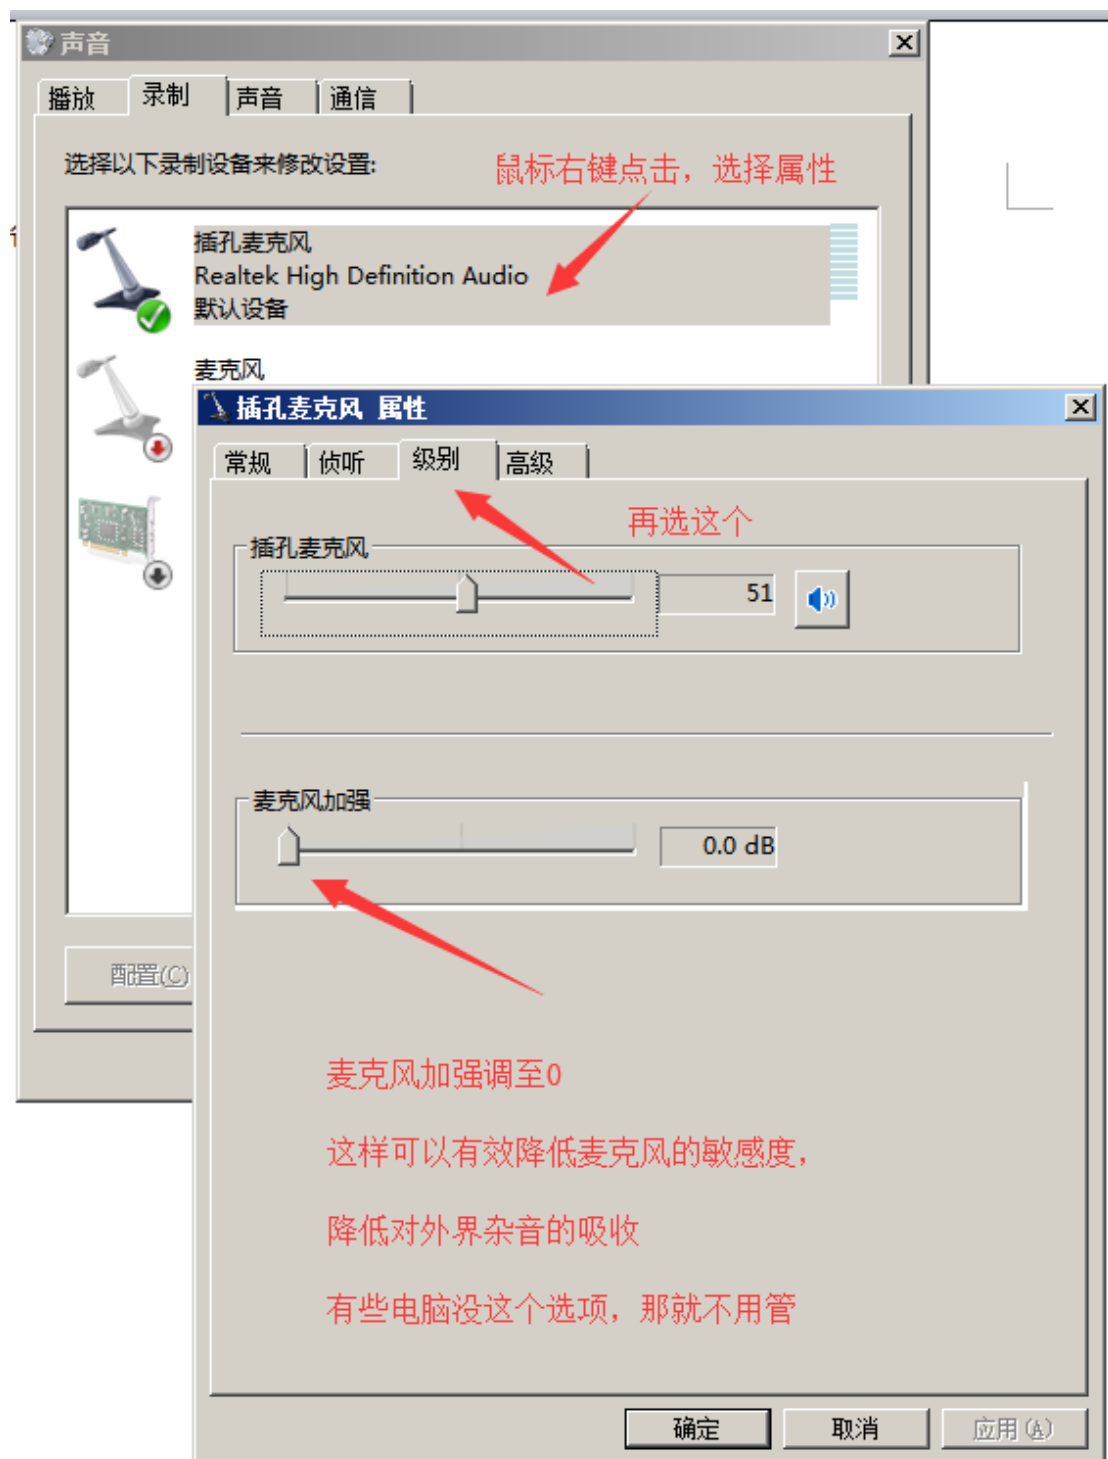 声音
播放
录制
声音
通信
选择以下录制设备来修改设置:
鼠标右键点击，选择属性
插孔麦克风
Realtek High Definition Audio
默认设备
麦克风
插孔麦克风 属性
常规
侦听
级别
高级
再选这个
插孔麦克风
51
麦克风加强
0.0 dB
配置(C)
麦克风加强调至0
这样可以有效降低麦克风的敏感度，
降低对外界杂音的吸收
有些电脑没这个选项，那就不用管
确定
取消
应用(A)